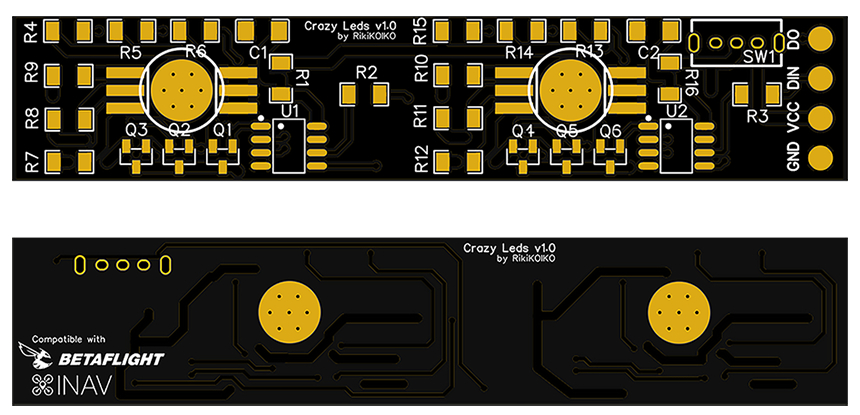 R4
R5
R6
C1
Crazy Leds v1.0
by RikiKOIKO
R15
R14
R13
C2
SW1
DO
R9
R1
R2
R10
R16
R3
DIN
R8
U1
R11
U2
VCC
Q3
Q2
Q1
Q4
Q5
Q6
R7
R12
GND
Crazy Leds v1.0
by RikiKOIKO
Compatible with
BETAFLIGHT
INAV